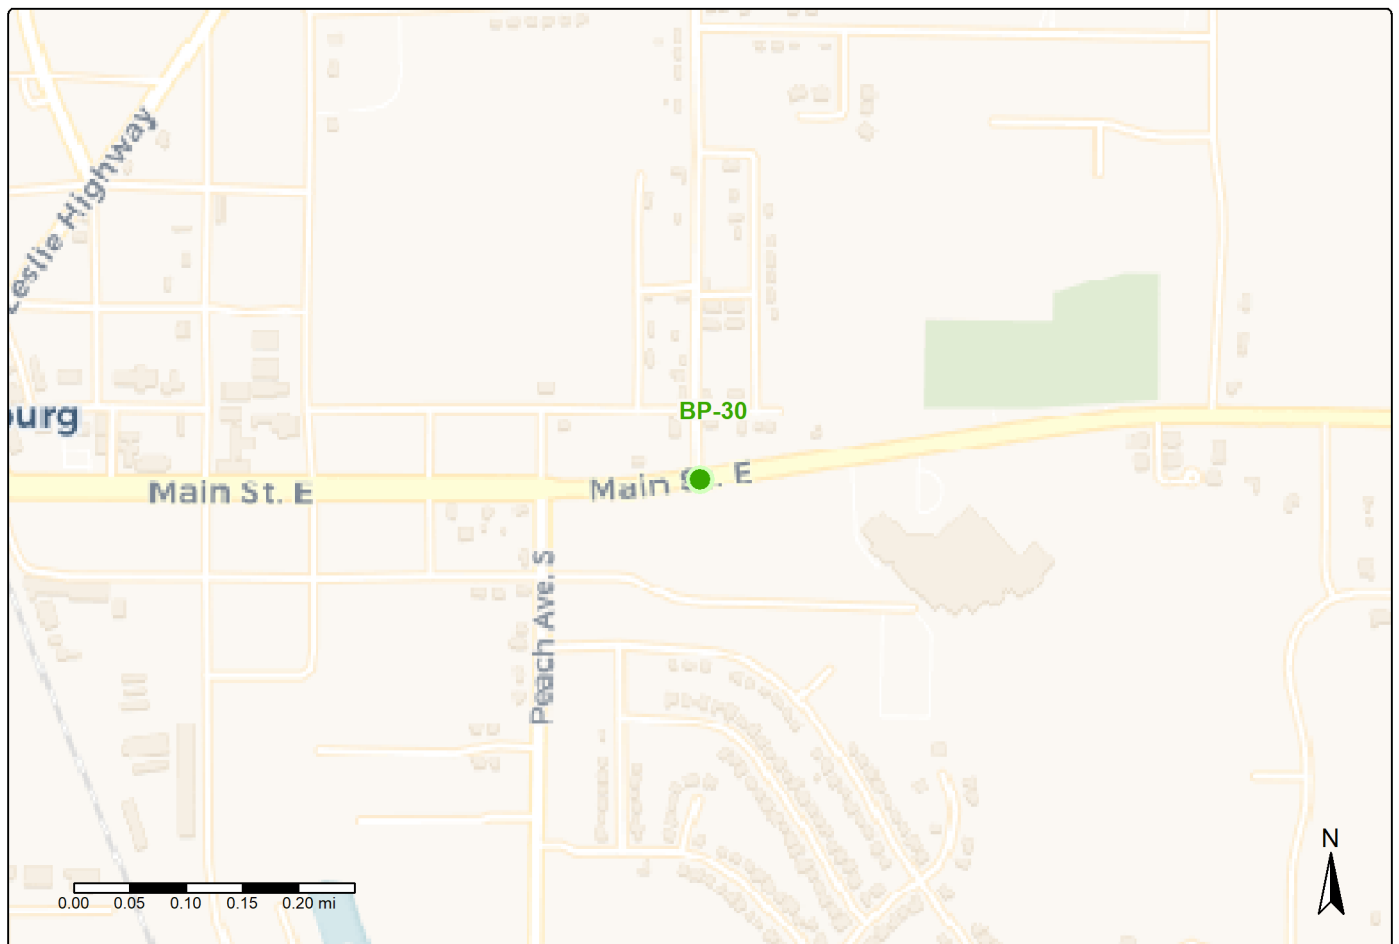 Leslie Highway
burg
BP-30
Main St. E
Main St. E
Peach Ave. S
N
0.00 0.05 0.10 0.15 0.20 mi